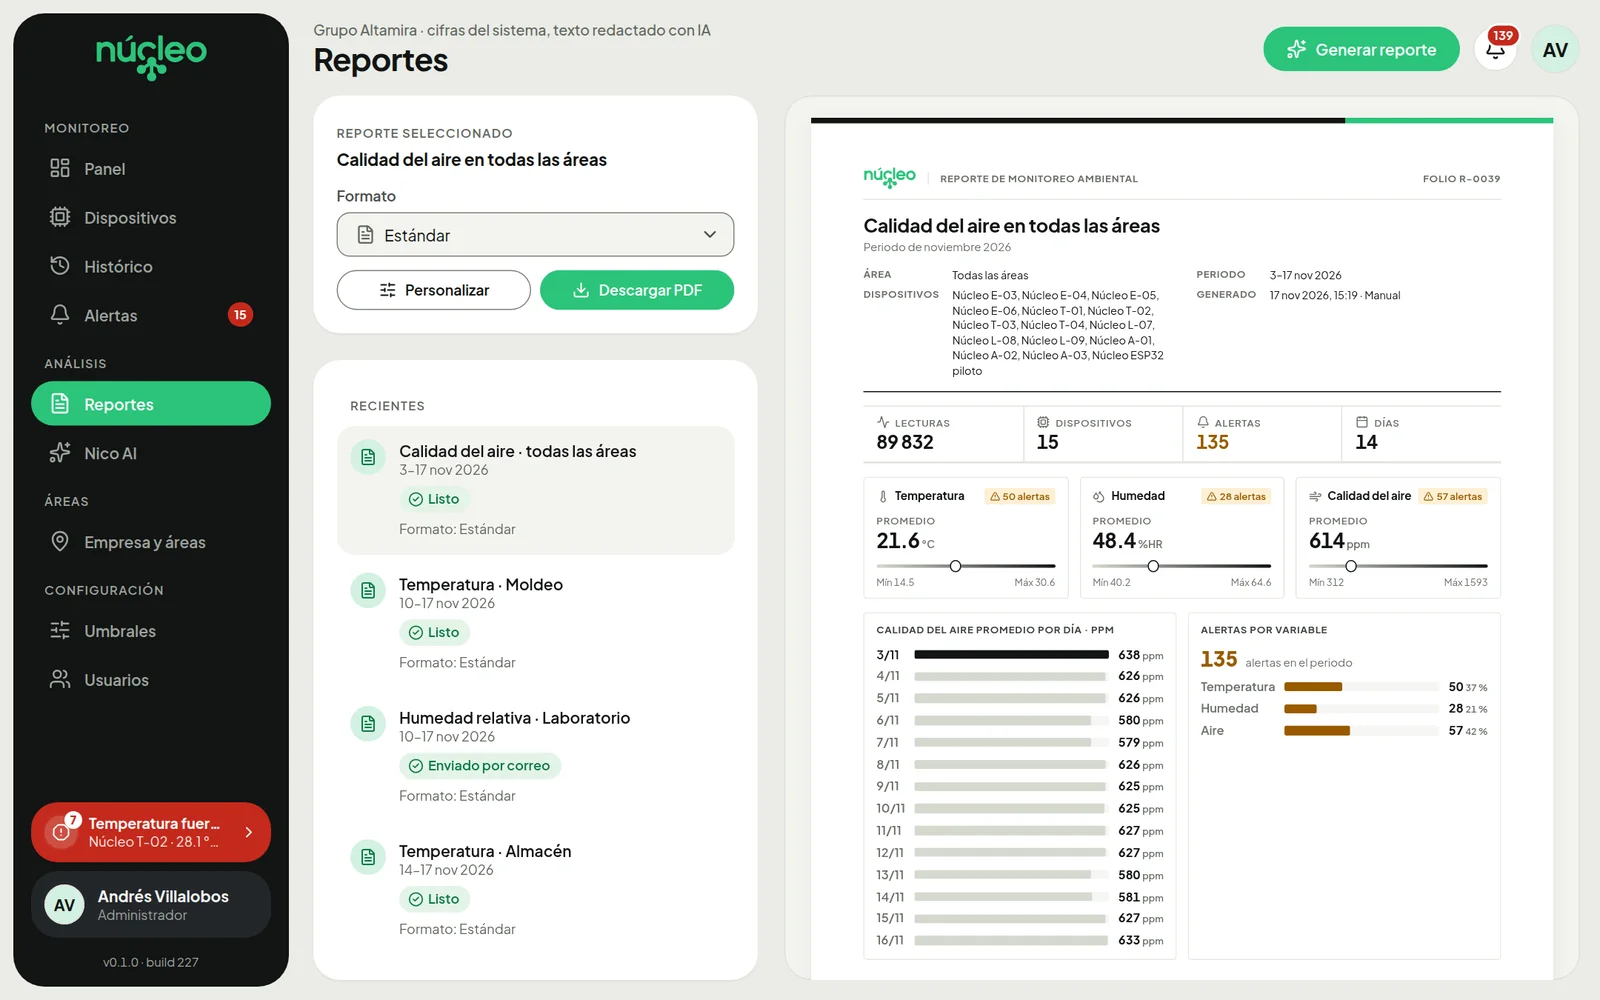 núcleo
MONITOREO
Panel
Dispositivos
Histórico
Alertas
15
ANÁLISIS
Reportes
Nico AI
ÁREAS
Empresa y áreas
CONFIGURACIÓN
Umbrales
Usuarios
7
Temperatura fuer...
Núcleo T-02 · 28.1 °...
AV
Andrés Villalobos
Administrador
v0.1.0 · build 227
Grupo Altamira · cifras del sistema, texto redactado con IA
Reportes
Generar reporte
139
AV
REPORTE SELECCIONADO
Calidad del aire en todas las áreas
Formato
Estándar
Personalizar
Descargar PDF
RECIENTES
Calidad del aire · todas las áreas
3–17 nov 2026
Listo
Formato: Estándar
Temperatura · Moldeo
10–17 nov 2026
Listo
Formato: Estándar
Humedad relativa · Laboratorio
10–17 nov 2026
Enviado por correo
Formato: Estándar
Temperatura · Almacén
14–17 nov 2026
Listo
Formato: Estándar
núcleo
REPORTE DE MONITOREO AMBIENTAL
FOLIO R-0039
Calidad del aire en todas las áreas
Periodo de noviembre 2026
ÁREA
Todas las áreas
DISPOSITIVOS
Núcleo E-03, Núcleo E-04, Núcleo E-05,
Núcleo E-06, Núcleo T-01, Núcleo T-02,
Núcleo T-03, Núcleo T-04, Núcleo L-07,
Núcleo L-08, Núcleo L-09, Núcleo A-01,
Núcleo A-02, Núcleo A-03, Núcleo ESP32
piloto
PERIODO
3–17 nov 2026
GENERADO
17 nov 2026, 15:19 · Manual
LECTURAS
89 832
DISPOSITIVOS
15
ALERTAS
135
DÍAS
14
Temperatura
50 alertas
PROMEDIO
21.6 °C
Mín 14.5
Máx 30.6
Humedad
28 alertas
PROMEDIO
48.4 %HR
Mín 40.2
Máx 64.6
Calidad del aire
57 alertas
PROMEDIO
614 ppm
Mín 312
Máx 1593
CALIDAD DEL AIRE PROMEDIO POR DÍA · PPM
3/11 638 ppm
4/11 626 ppm
5/11 626 ppm
6/11 580 ppm
7/11 579 ppm
8/11 626 ppm
9/11 625 ppm
10/11 625 ppm
11/11 627 ppm
12/11 627 ppm
13/11 580 ppm
14/11 581 ppm
15/11 627 ppm
16/11 633 ppm
ALERTAS POR VARIABLE
135 alertas en el periodo
Temperatura 50 37 %
Humedad 28 21 %
Aire 57 42 %